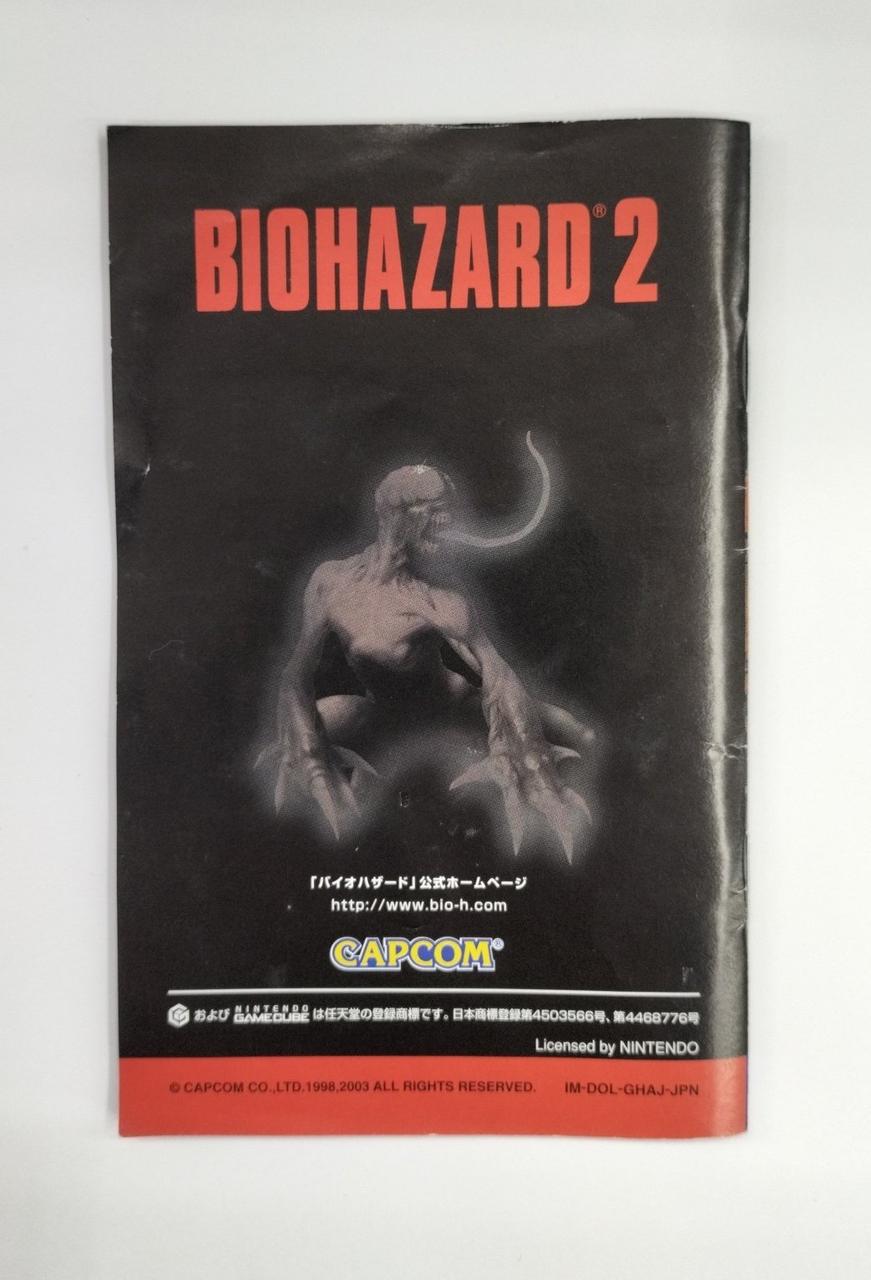 BIOHAZARD® 2
「バイオハザード」公式ホームページ
http://www.bio-h.com
CAPCOM®
および NINTENDO GAMECUBE は任天堂の登録商標です。日本商標登録第4503566号、第4468776号
Licensed by NINTENDO
© CAPCOM CO.,LTD.1998,2003 ALL RIGHTS RESERVED. IM-DOL-GHAJ-JPN